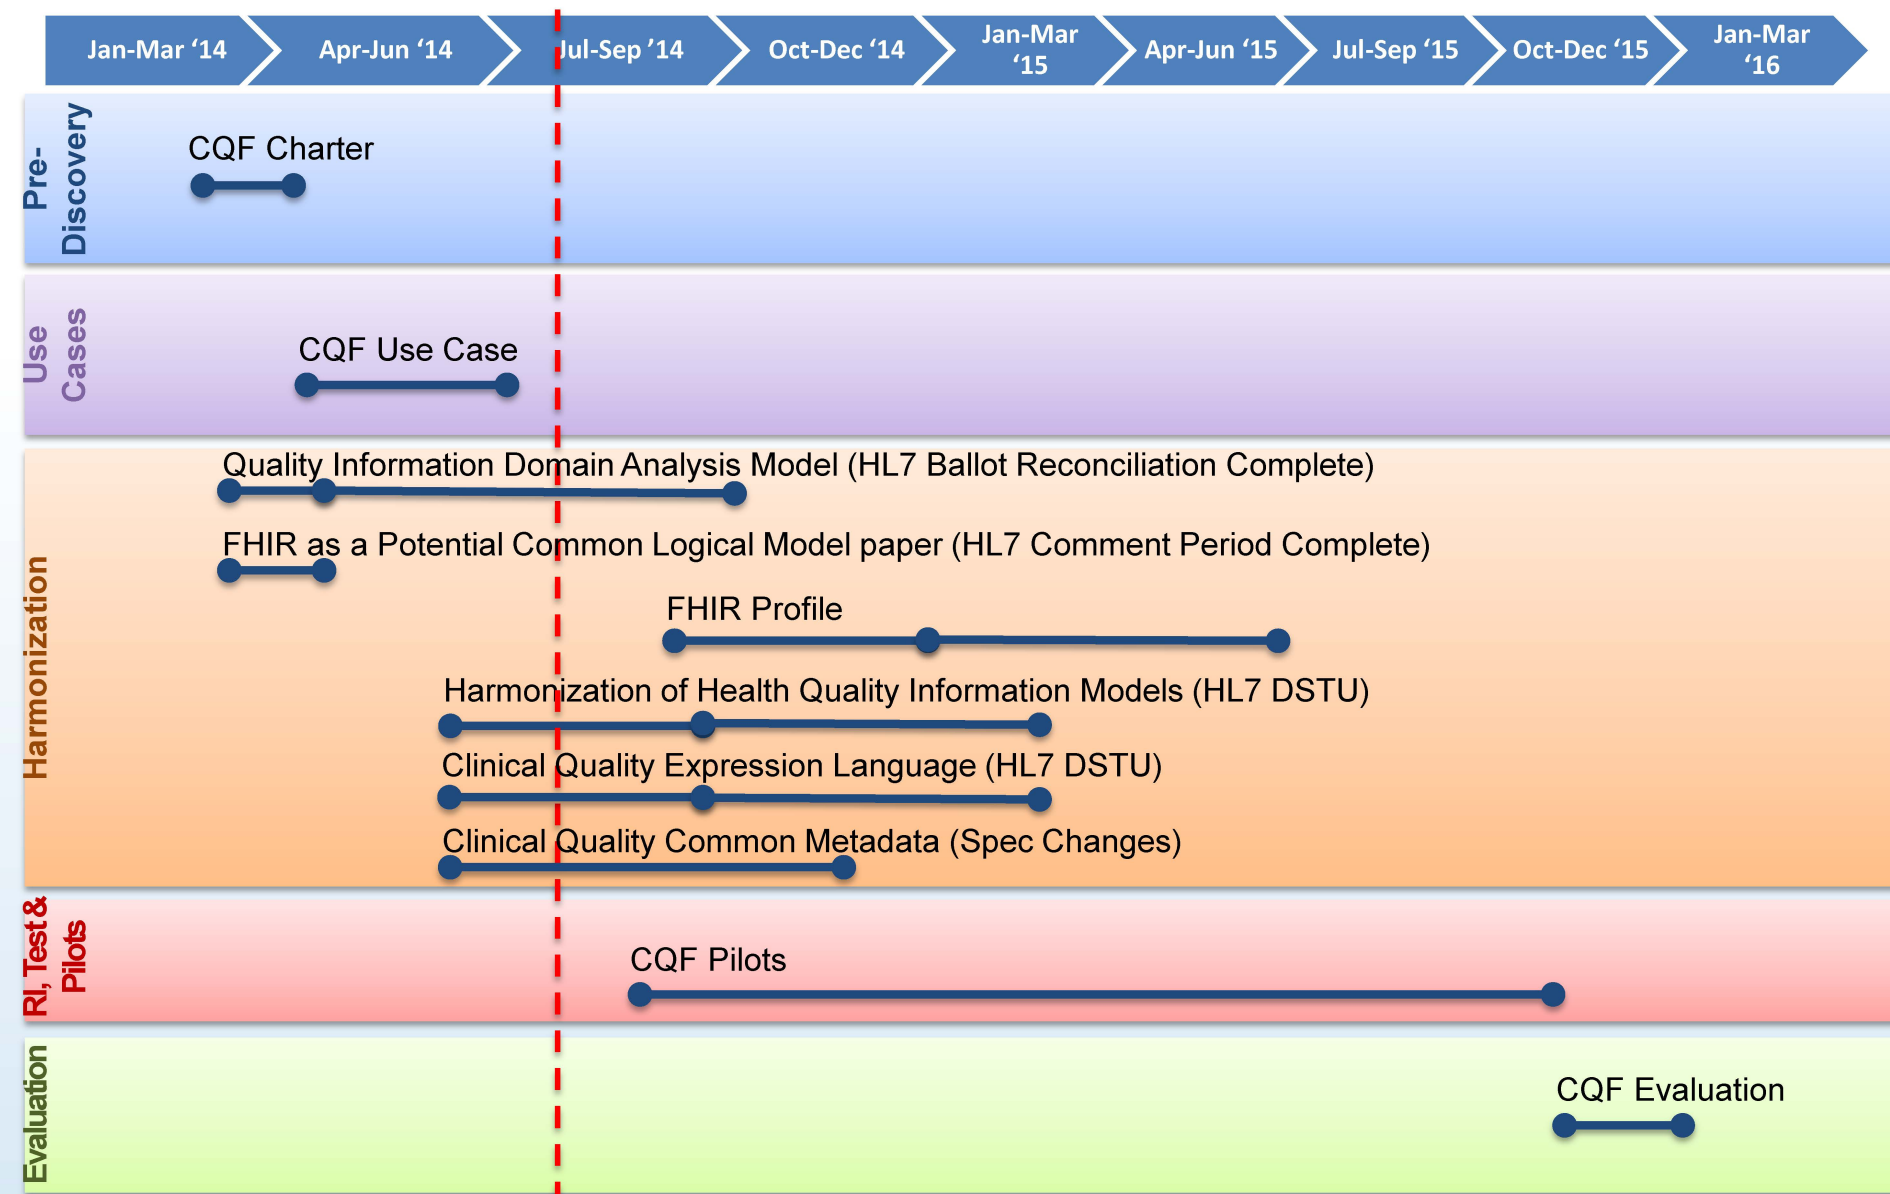 Jan-Mar ‘14
Apr-Jun ‘14
Jul-Sep ’14
Oct-Dec ‘14
Jan-Mar
‘15
Apr-Jun ‘15
Jul-Sep ‘15
Oct-Dec ‘15
Jan-Mar
‘16
Pre-
Discovery
CQF Charter
Use
Cases
CQF Use Case
Harmonization
Quality Information Domain Analysis Model (HL7 Ballot Reconciliation Complete)
FHIR as a Potential Common Logical Model paper (HL7 Comment Period Complete)
FHIR Profile
Harmonization of Health Quality Information Models (HL7 DSTU)
Clinical Quality Expression Language (HL7 DSTU)
Clinical Quality Common Metadata (Spec Changes)
RI, Test &
Pilots
CQF Pilots
Evaluation
CQF Evaluation